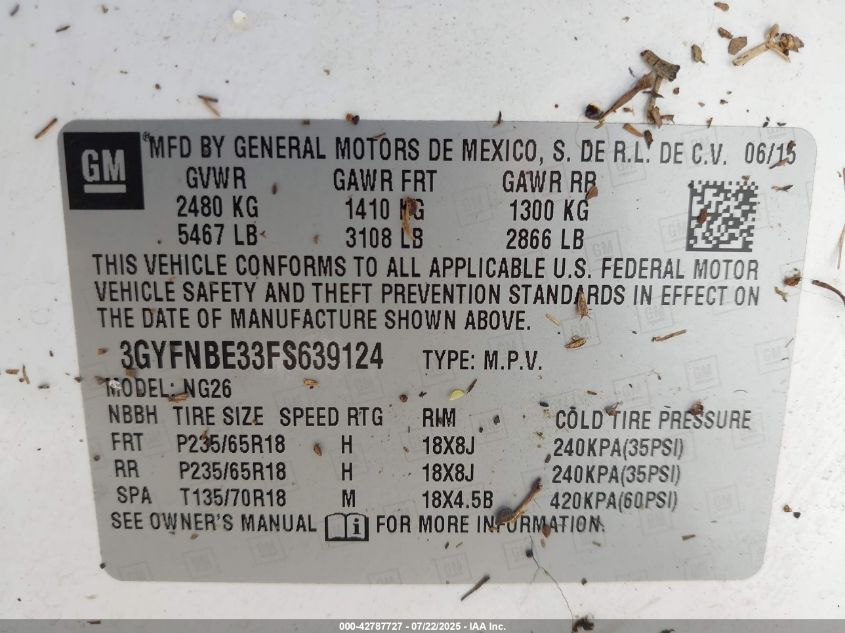 GM
® MFD BY GENERAL MOTORS DE MEXICO, S. DE R.L. DE C.V. 06/15
GVWR GAWR FRT GAWR RR
2480 KG 1410 KG 1300 KG
5467 LB 3108 LB 2866 LB
THIS VEHICLE CONFORMS TO ALL APPLICABLE U.S. FEDERAL MOTOR
VEHICLE SAFETY AND THEFT PREVENTION STANDARDS IN EFFECT ON
THE DATE OF MANUFACTURE SHOWN ABOVE.
3GYFNBE33FS639124 TYPE: M.P.V.
MODEL: NG26
NBBH TIRE SIZE SPEED RTG RIM COLD TIRE PRESSURE
FRT P235/65R18 H 18X8J 240KPA(35PSI)
RR P235/65R18 H 18X8J 240KPA(35PSI)
SPA T135/70R18 M 18X4.5B 420KPA(60PSI)
SEE OWNER'S MANUAL i FOR MORE INFORMATION.
000-42787727 - 07/22/2025 - IAA Inc.